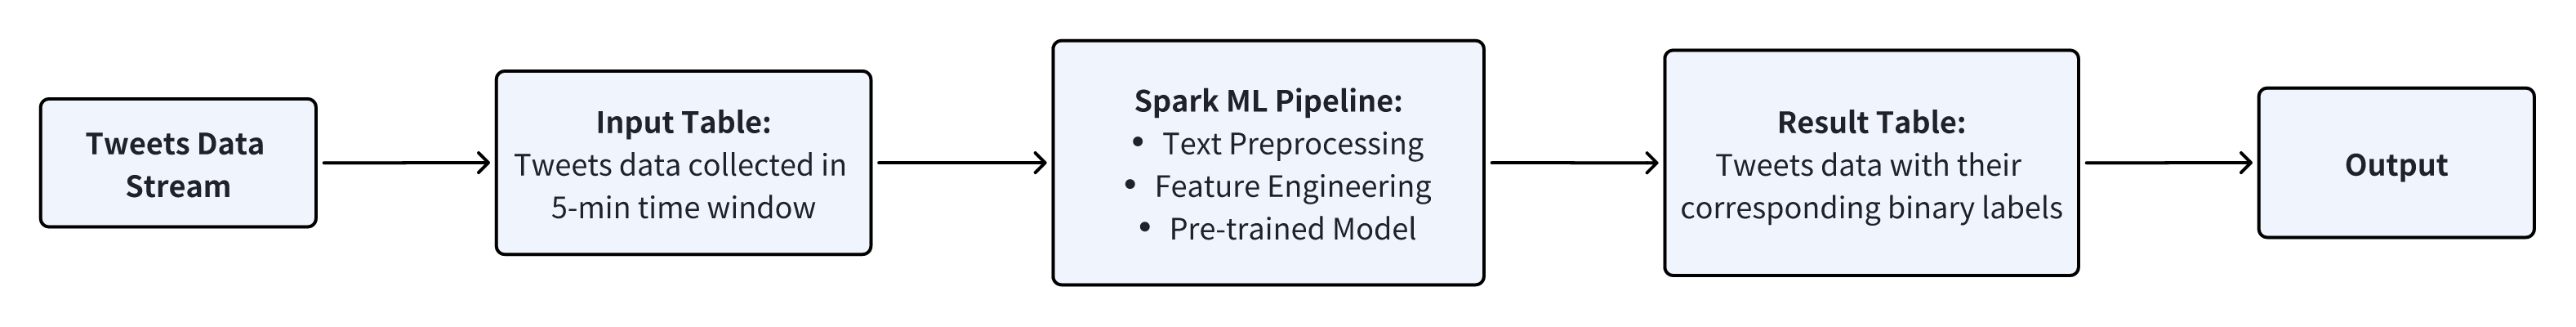 Tweets Data
Stream
Input Table:
Tweets data collected in
5-min time window
Spark ML Pipeline:
• Text Preprocessing
• Feature Engineering
• Pre-trained Model
Result Table:
Tweets data with their
corresponding binary labels
Output